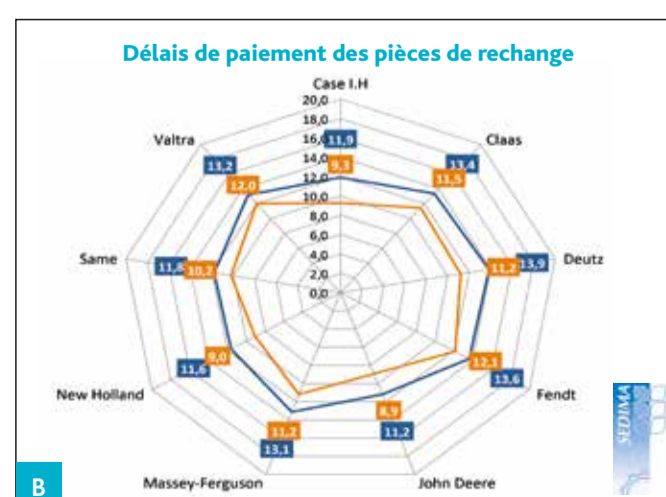 Délais de paiement des pièces de rechange
Case I.H
20,0
18,0
16,0
11,9
14,0
9,3
12,0
10,0
8,0
6,0
4,0
2,0
0,0
Claas
13,4
11,5
Deutz
11,2
13,9
Fendt
12,1
13,6
John Deere
8,9
11,2
Massey-Ferguson
11,2
13,1
New Holland
9,0
11,6
Same
11,8
10,2
Valtra
13,2
12,0
SEDIMA
B